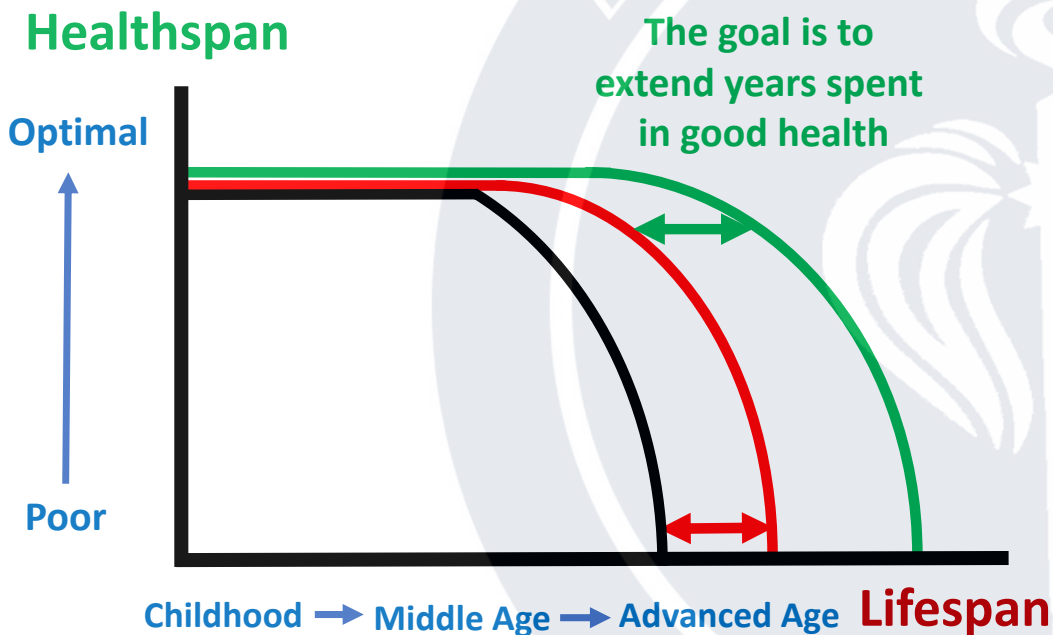 Healthspan
The goal is to
extend years spent
in good health
Optimal
Poor
Childhood Middle Age Advanced Age Lifespan